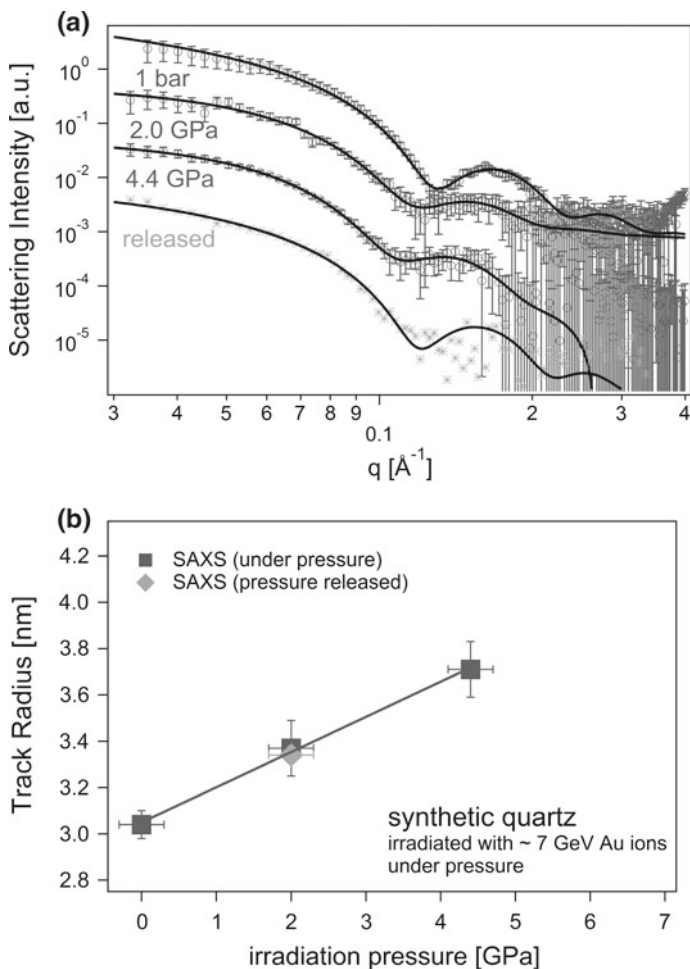 (a)
Scattering Intensity [a.u.]
10⁰
10⁻¹
10⁻²
10⁻³
10⁻⁴
10⁻⁵
1 bar
2.0 GPa
4.4 GPa
released
3 4 5 6 7 8 9 2 3 4
0.1
q [Å⁻¹]
(b)
Track Radius [nm]
4.2
4.0
3.8
3.6
3.4
3.2
3.0
2.8
SAXS (under pressure)
SAXS (pressure released)
synthetic quartz
irradiated with ~ 7 GeV Au ions
under pressure
0 1 2 3 4 5 6 7
irradiation pressure [GPa]